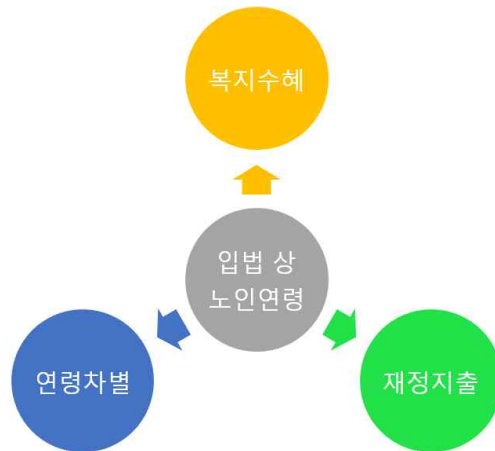 복지수혜
입법 상
노인연령
연령차별
재정지출